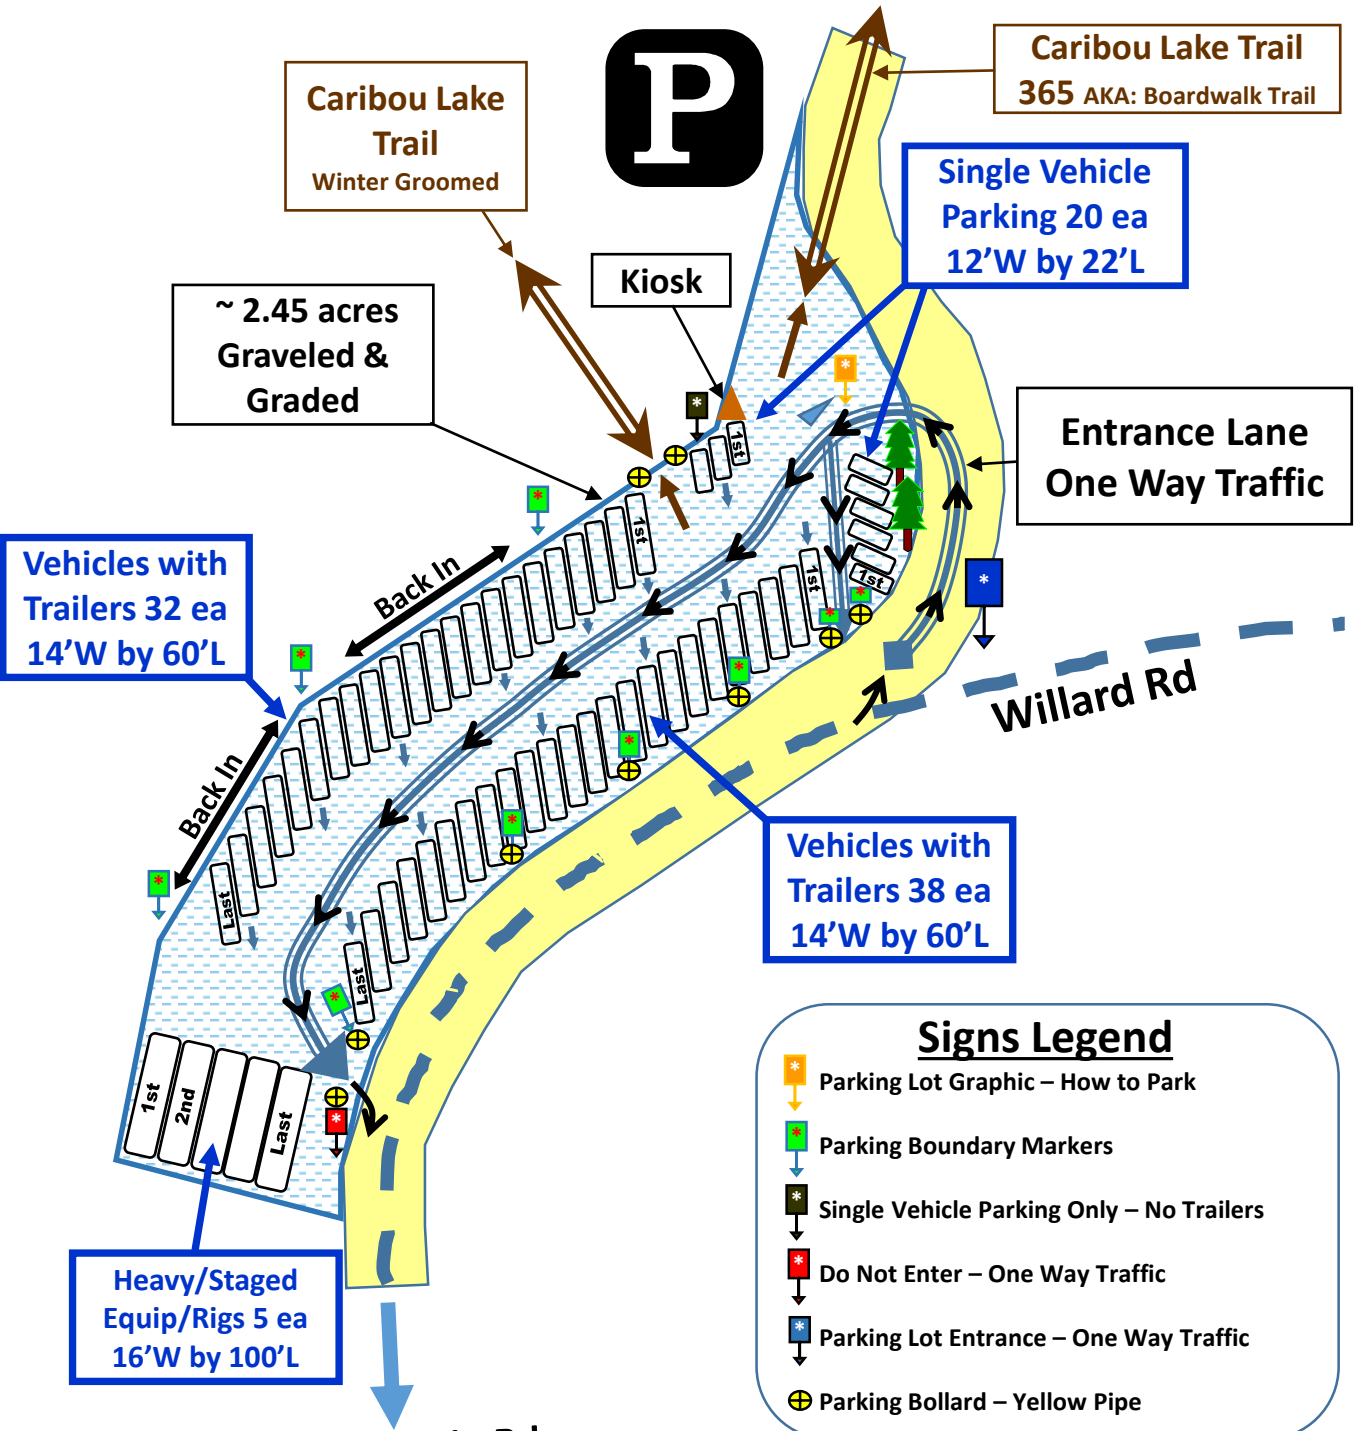 P
Caribou Lake Trail
365 AKA: Boardwalk Trail
Caribou Lake
Trail
Winter Groomed
Single Vehicle
Parking 20 ea
12’W by 22’L
Kiosk
~ 2.45 acres
Graveled &
Graded
Entrance Lane
One Way Traffic
1st
1st
1st
1st
Vehicles with
Trailers 32 ea
14’W by 60’L
Back In
Back In
Willard Rd
Vehicles with
Trailers 38 ea
14’W by 60’L
Last
Last
1st
2nd
Last
Heavy/Staged
Equip/Rigs 5 ea
16’W by 100’L
Signs Legend
* Parking Lot Graphic – How to Park
* Parking Boundary Markers
* Single Vehicle Parking Only – No Trailers
* Do Not Enter – One Way Traffic
* Parking Lot Entrance – One Way Traffic
Parking Bollard – Yellow Pipe